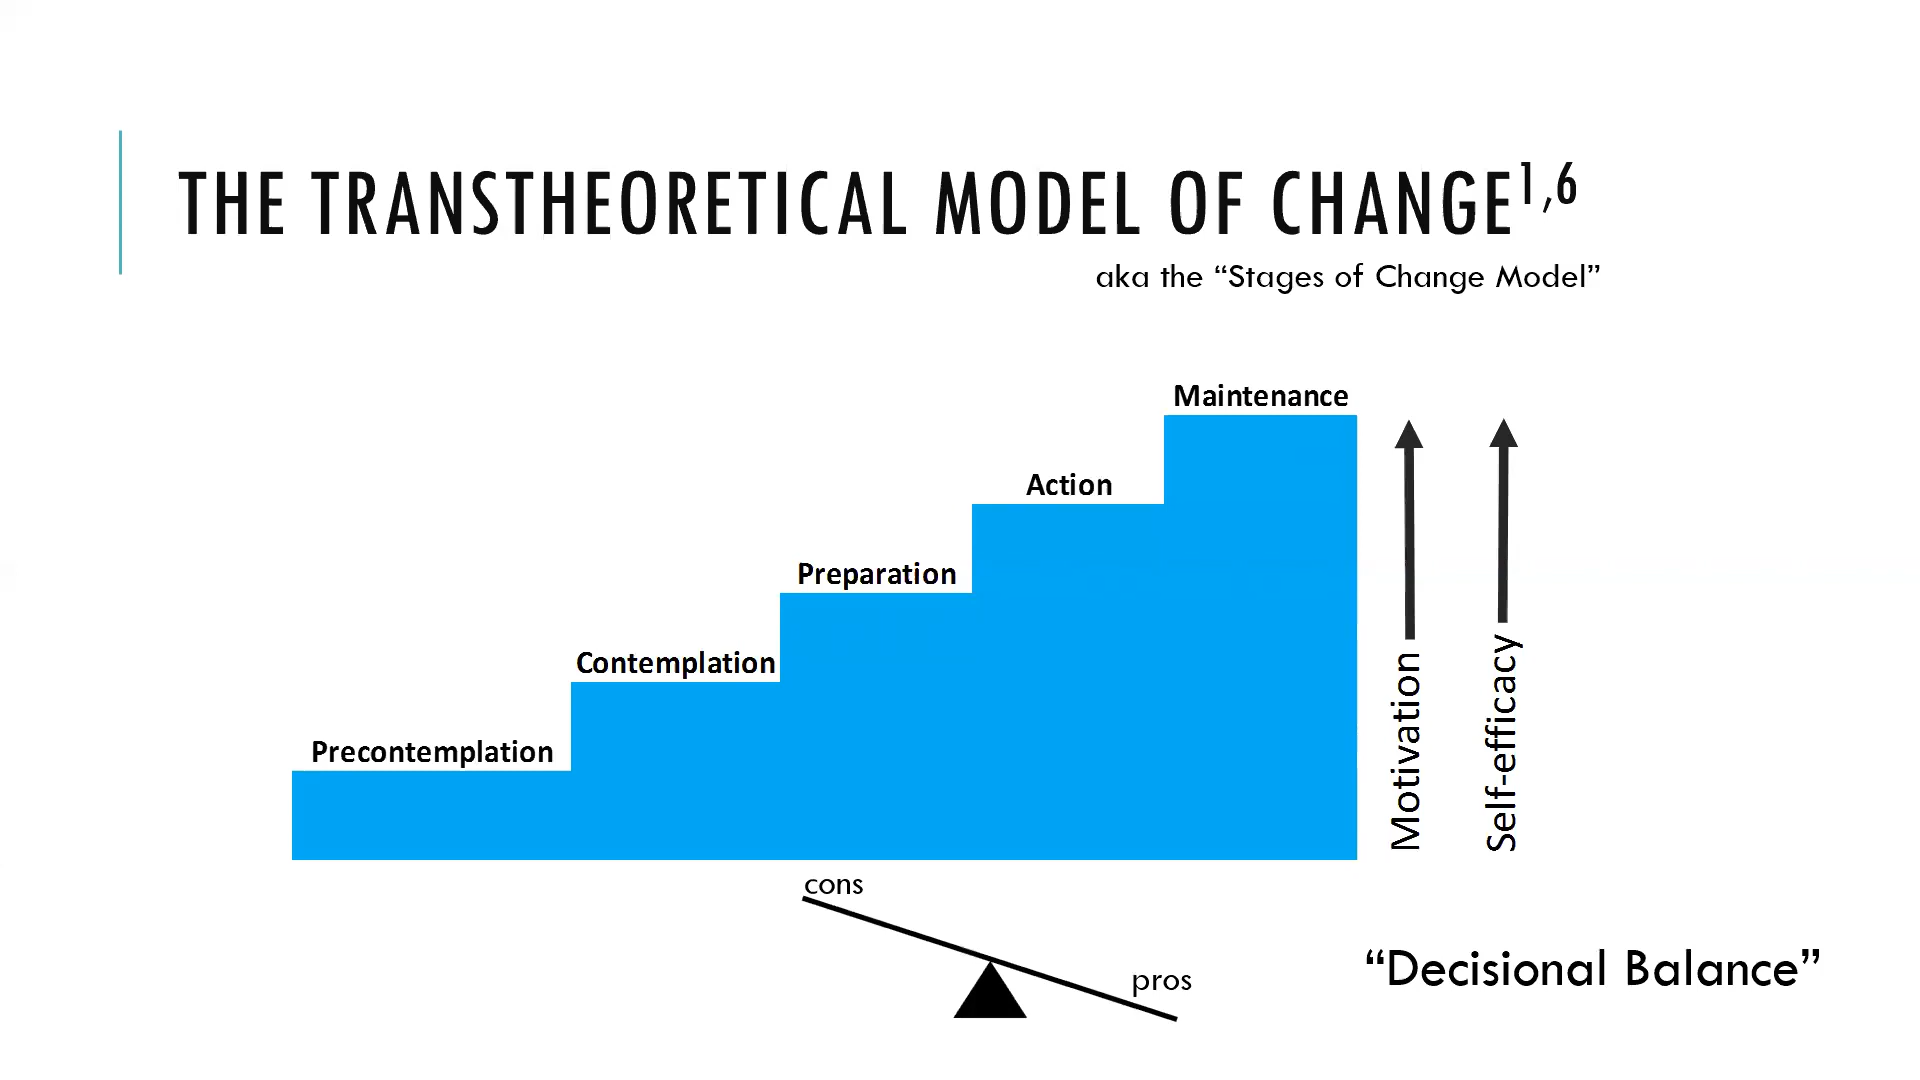 THE TRANSTHEORETICAL MODEL OF CHANGE1,6
aka the “Stages of Change Model”
Maintenance
Action
Preparation
Contemplation
Precontemplation
Motivation
Self-efficacy
cons
pros
“Decisional Balance”